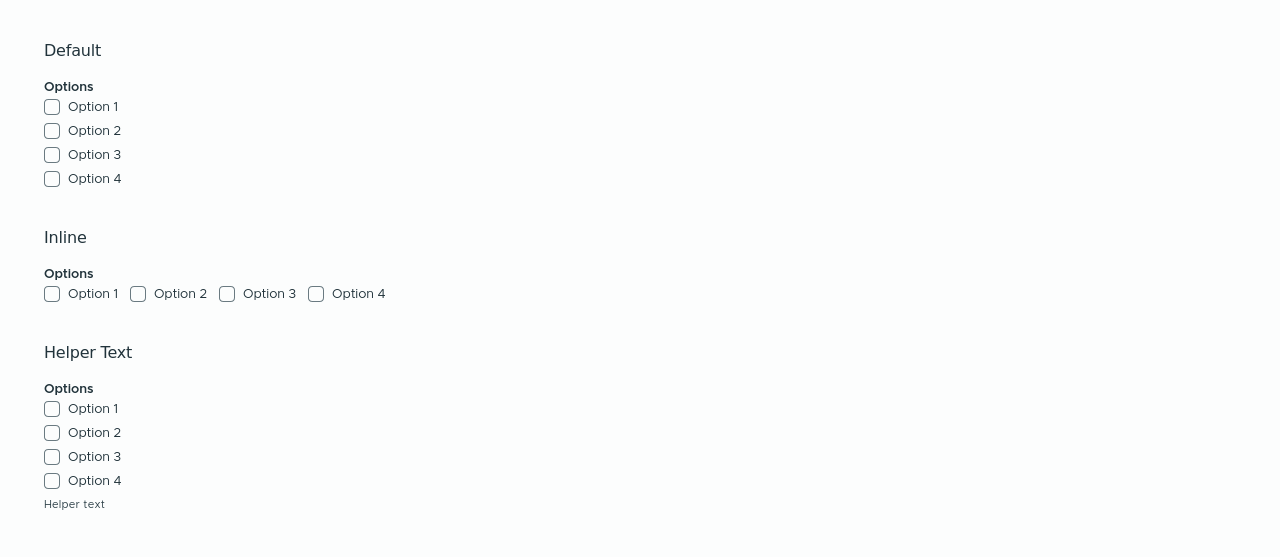 Default
Options
Option 1
Option 2
Option 3
Option 4
Inline
Options
Option 1 Option 2 Option 3 Option 4
Helper Text
Options
Option 1
Option 2
Option 3
Option 4
Helper text